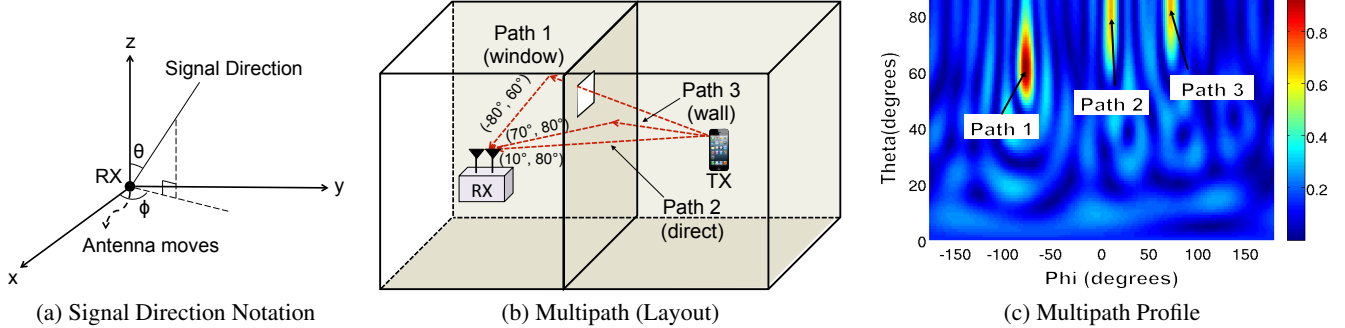 z
Signal Direction
θ
RX
y
ϕ
Antenna moves
x
(a) Signal Direction Notation
Path 1
(window)
Path 3
(wall)
(-80°, 60°)
(70°, 80°)
(10°, 80°)
RX
TX
Path 2
(direct)
(b) Multipath (Layout)
Theta(degrees)
80
60
40
20
0
Path 1
Path 2
Path 3
-150
-100
-50
0
50
100
150
Phi (degrees)
0.8
0.6
0.4
0.2
(c) Multipath Profile